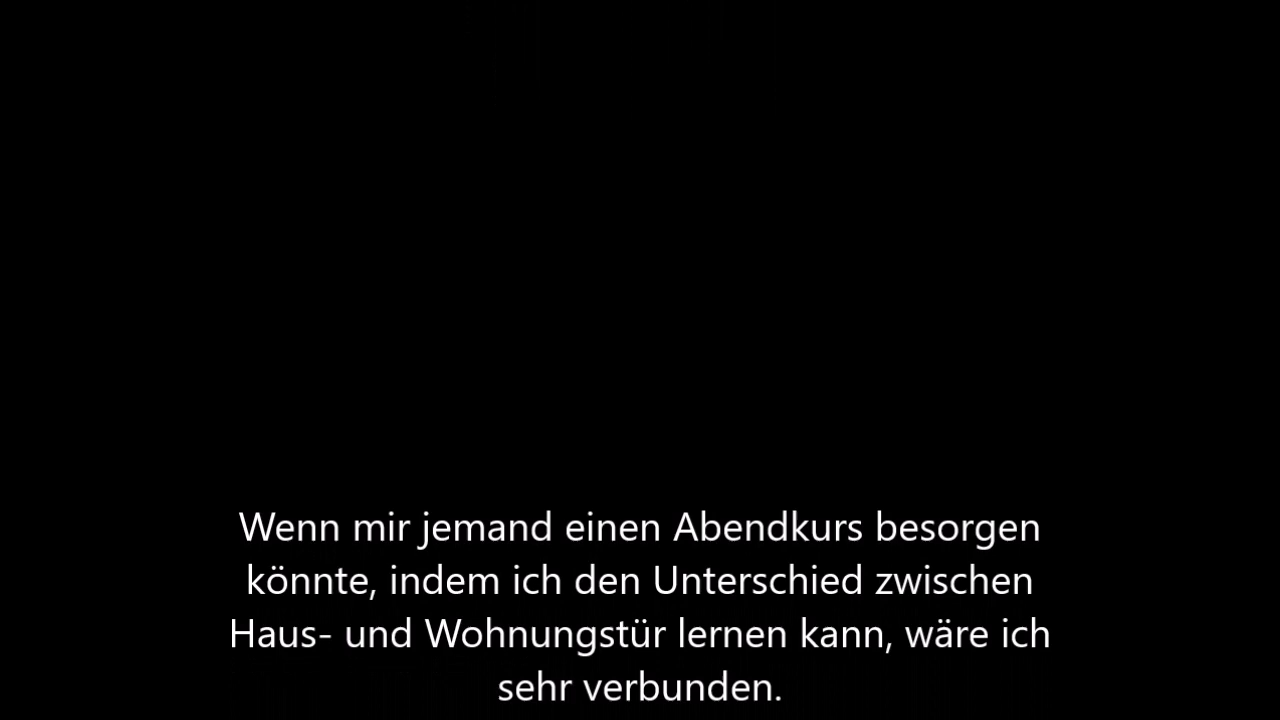 Wenn mir jemand einen Abendkurs besorgen
könnte, indem ich den Unterschied zwischen
Haus- und Wohnungstür lernen kann, wäre ich
sehr verbunden.